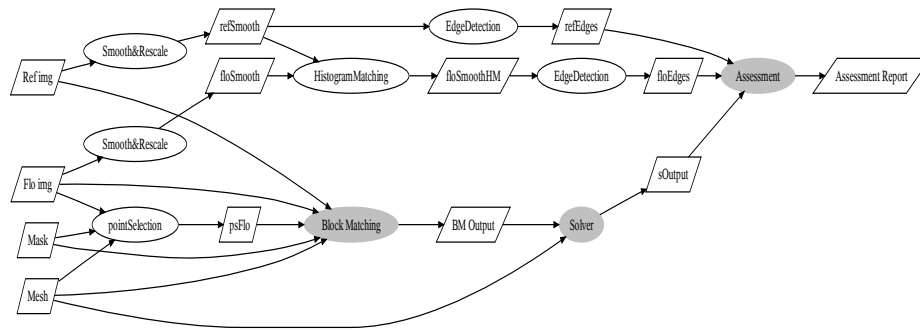 refSmooth
EdgeDetection
refEdges
Smooth&Rescale
Ref img
floSmooth
HistogramMatching
floSmoothHM
EdgeDetection
floEdges
Assessment
Assessment Report
Smooth&Rescale
Flo img
sOutput
pointSelection
psFlo
Block Matching
BM Output
Solver
Mask
Mesh